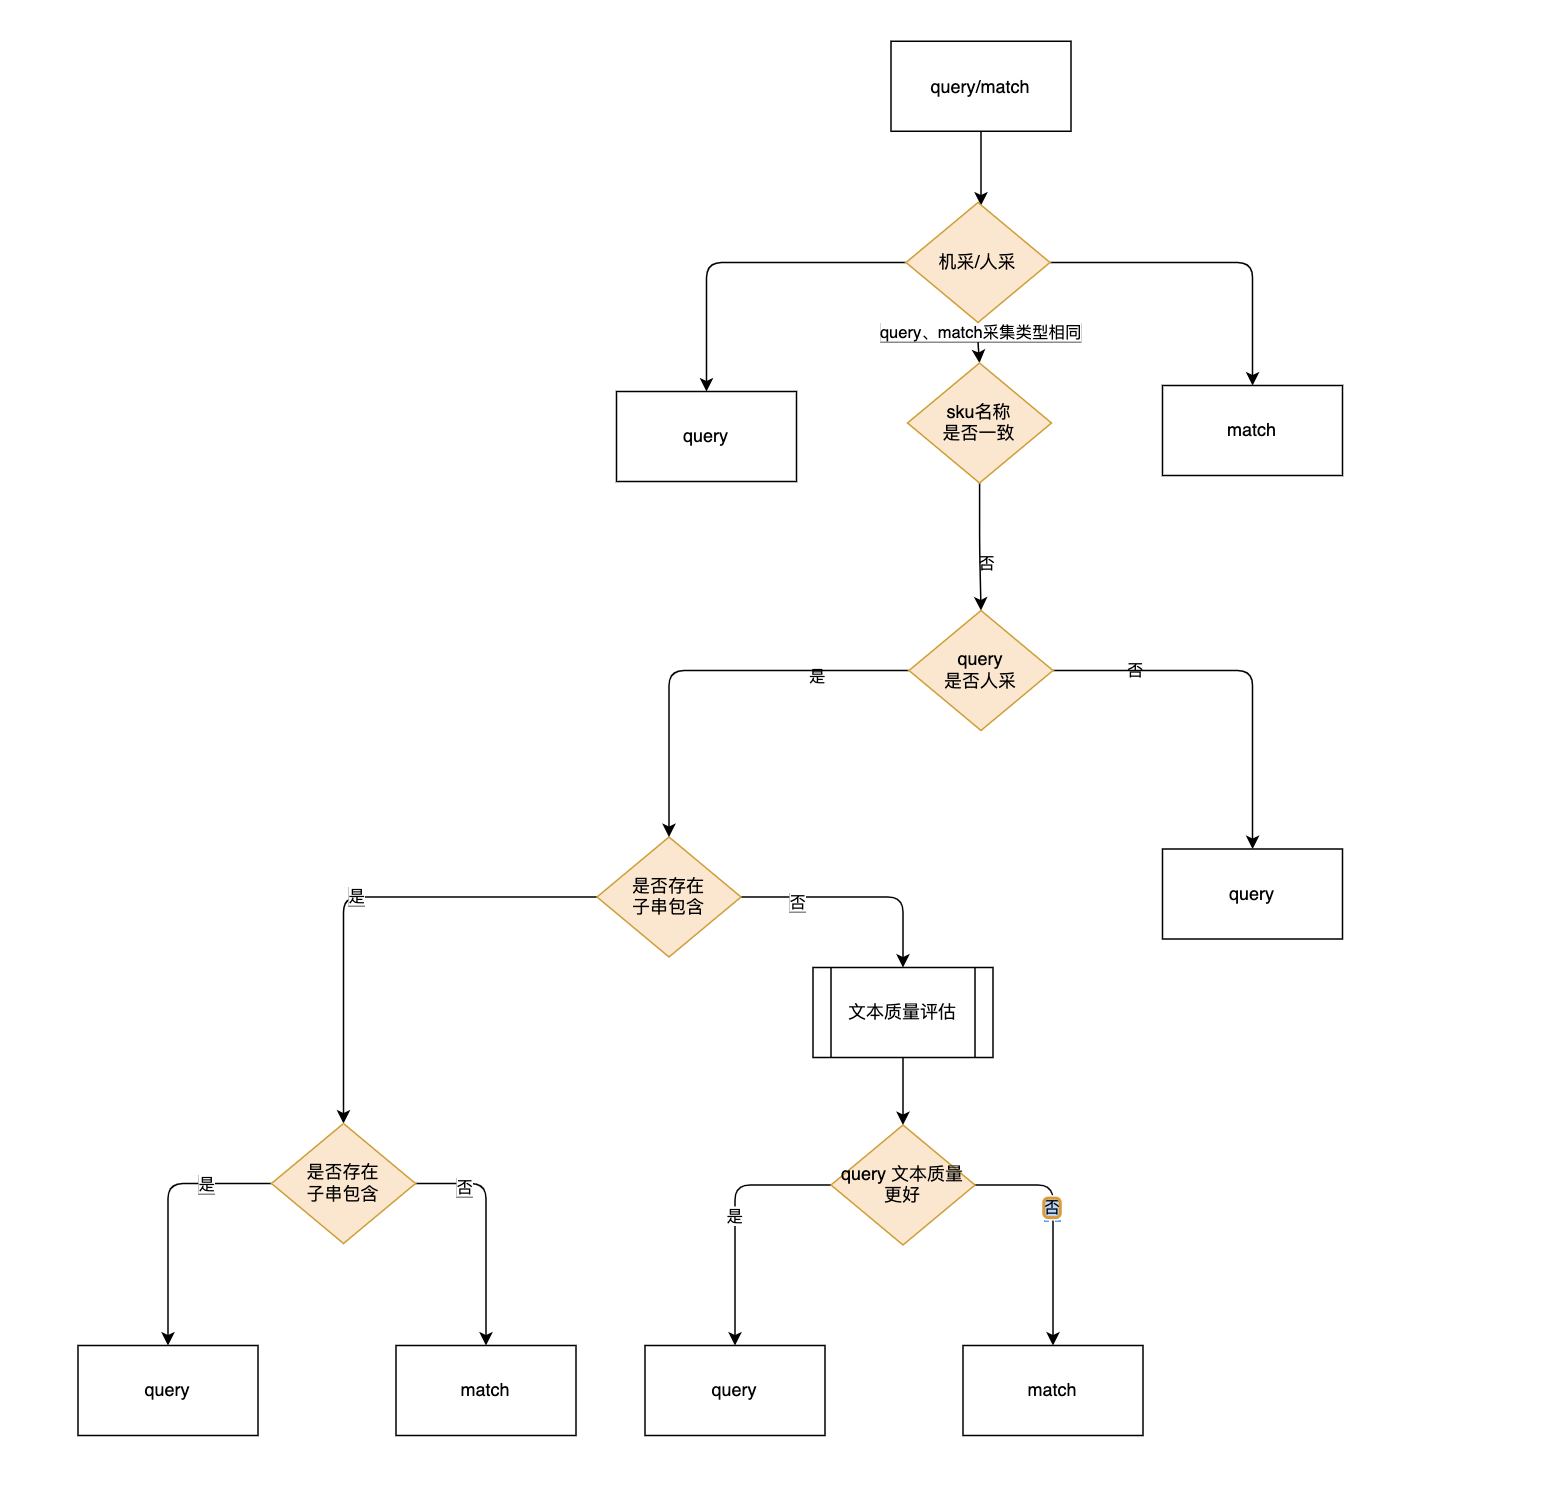 query/match
机采/人采
query、match采集类型相同
query
sku名称
是否一致
match
否
query
是否人采
是
否
是否存在
子串包含
是
否
query
文本质量评估
是否存在
子串包含
是
否
query 文本质量
更好
是
否
query
match
query
match